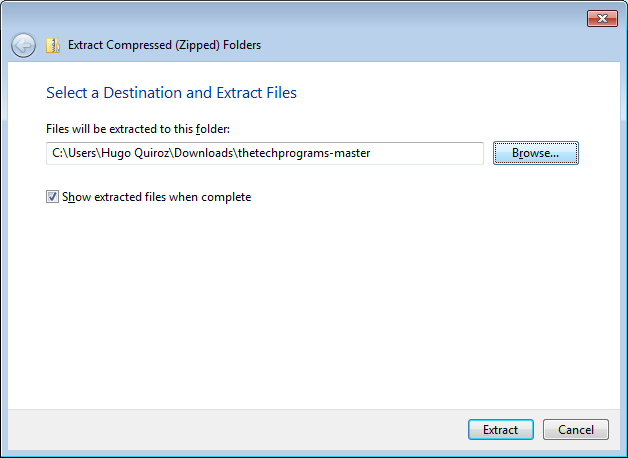 Extract Compressed (Zipped) Folders
Select a Destination and Extract Files
Files will be extracted to this folder:
C:\Users\Hugo Quiroz\Downloads\thetechprograms-master
Browse...
Show extracted files when complete
Extract
Cancel